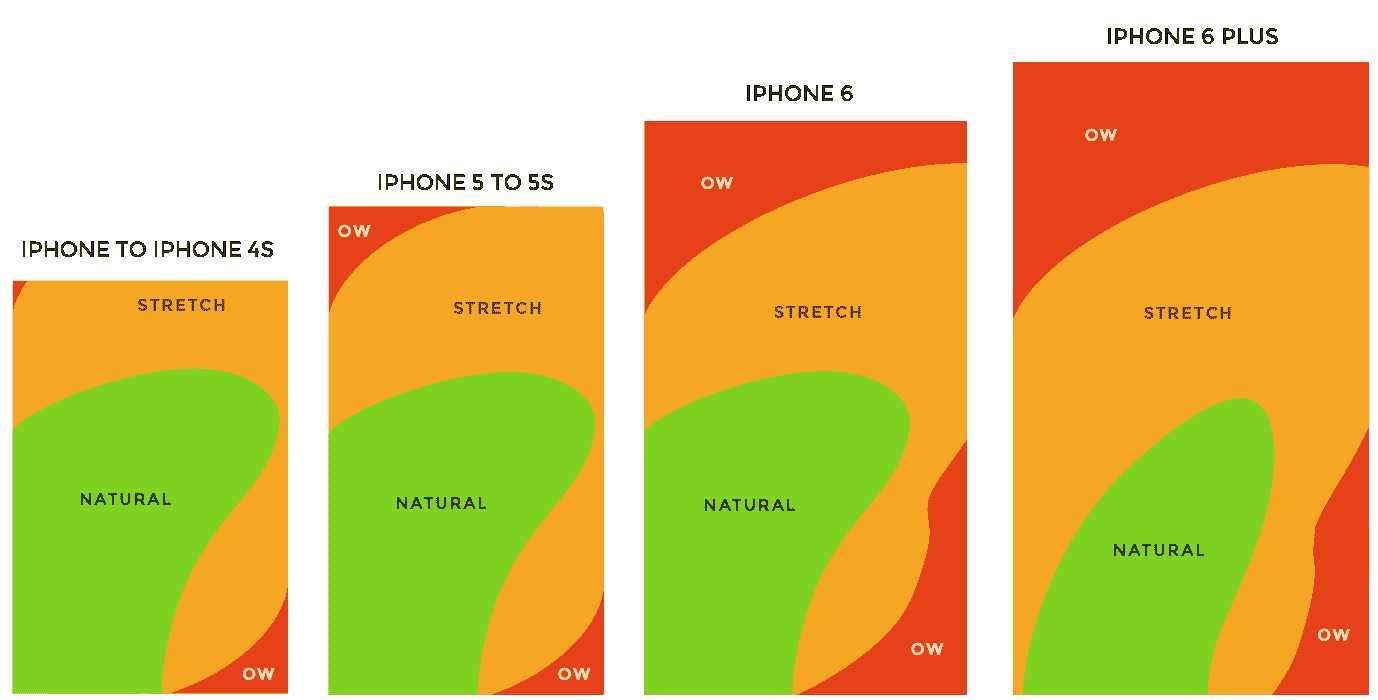 IPHONE TO IPHONE 4S
STRETCH
NATURAL
OW
IPHONE 5 TO 5S
OW
STRETCH
NATURAL
OW
IPHONE 6
OW
STRETCH
NATURAL
OW
IPHONE 6 PLUS
OW
STRETCH
NATURAL
OW